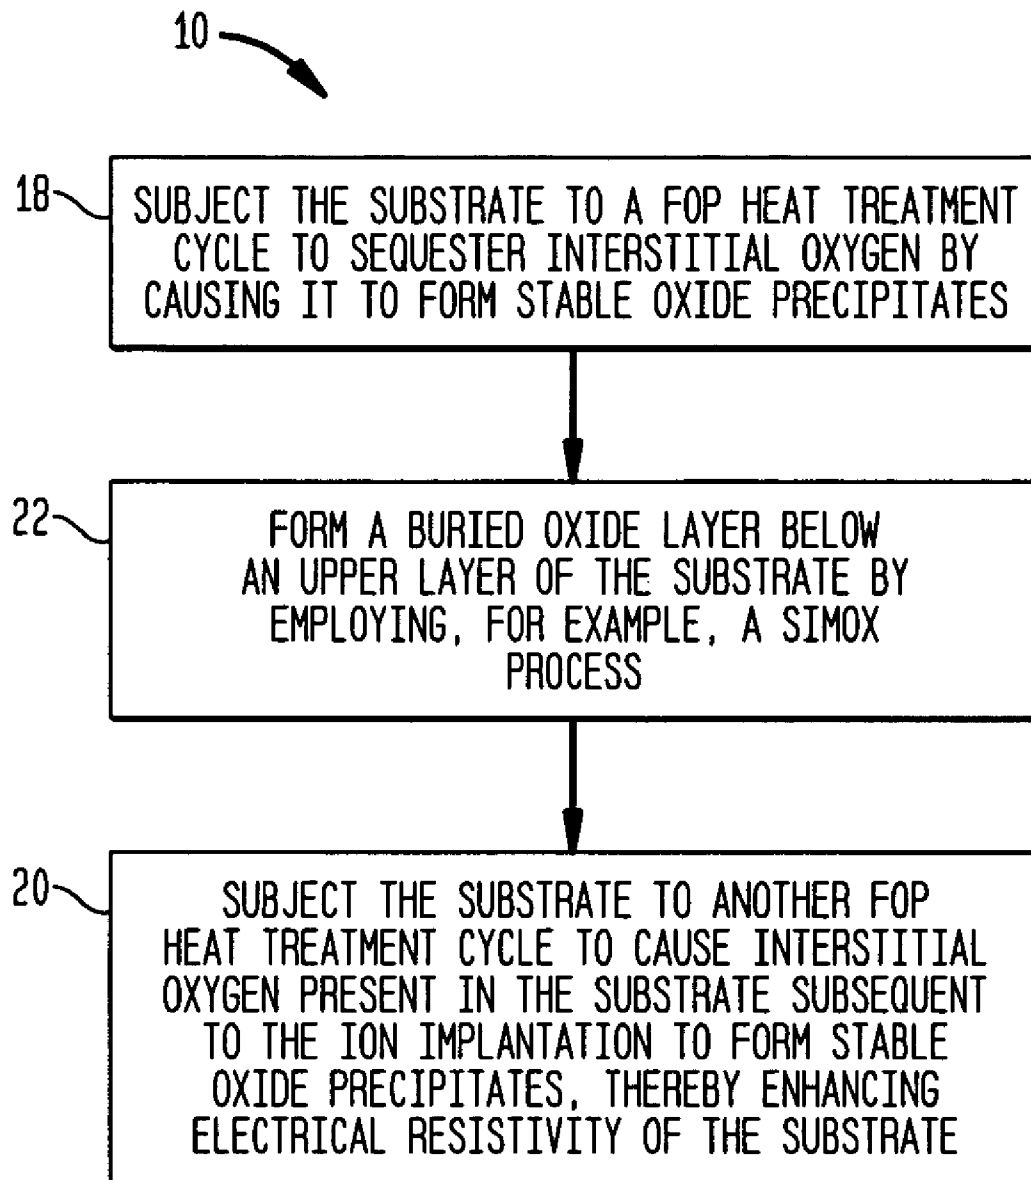 10
18
SUBJECT THE SUBSTRATE TO A FOP HEAT TREATMENT
CYCLE TO SEQUESTER INTERSTITIAL OXYGEN BY
CAUSING IT TO FORM STABLE OXIDE PRECIPITATES
22
FORM A BURIED OXIDE LAYER BELOW
AN UPPER LAYER OF THE SUBSTRATE BY
EMPLOYING, FOR EXAMPLE, A SIMOX
PROCESS
20
SUBJECT THE SUBSTRATE TO ANOTHER FOP
HEAT TREATMENT CYCLE TO CAUSE INTERSTITIAL
OXYGEN PRESENT IN THE SUBSTRATE SUBSEQUENT
TO THE ION IMPLANTATION TO FORM STABLE
OXIDE PRECIPITATES, THEREBY ENHANCING
ELECTRICAL RESISTIVITY OF THE SUBSTRATE